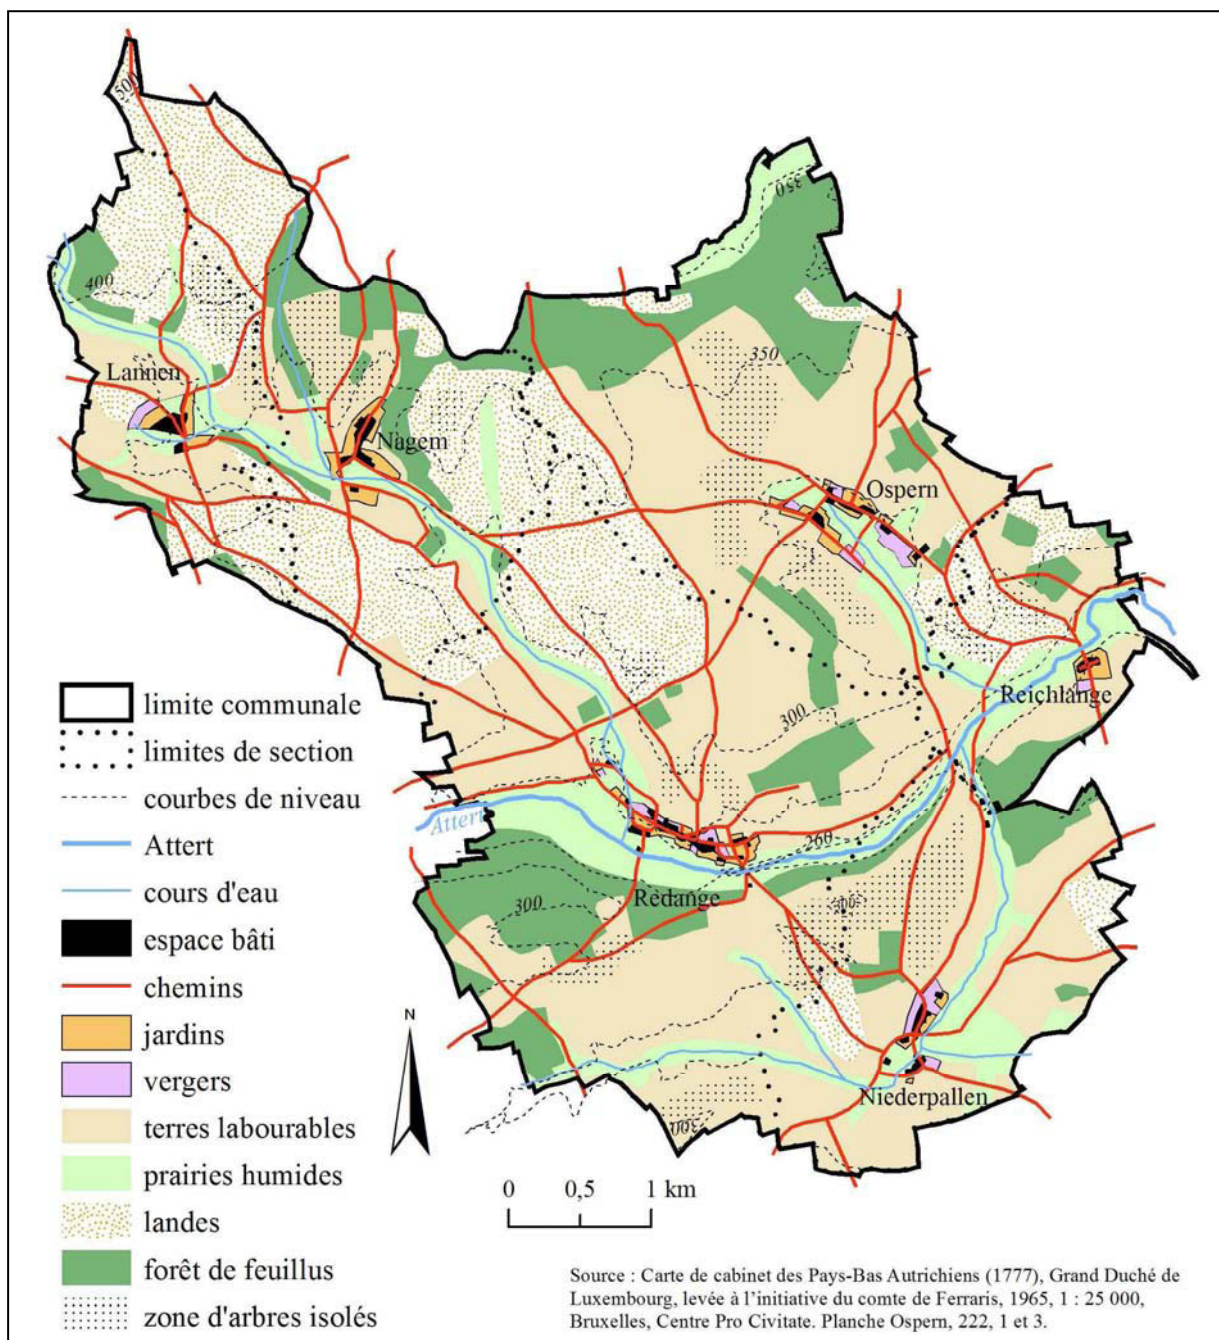 500
350
400
350
Lannen
Nagem
Ospern
Reichlange
300
Attert
260
Redange
300
300
Niederpallen
300
limite communale
limites de section
courbes de niveau
Attert
cours d'eau
espace bâti
chemins
jardins
vergers
terres labourables
prairies humides
landes
forêt de feuillus
zone d'arbres isolés
N
0 0,5 1 km
Source : Carte de cabinet des Pays-Bas Autrichiens (1777), Grand Duché de
Luxembourg, levée à l'initiative du comte de Ferraris, 1965, 1 : 25 000,
Bruxelles, Centre Pro Civitate. Planche Ospern, 222, 1 et 3.